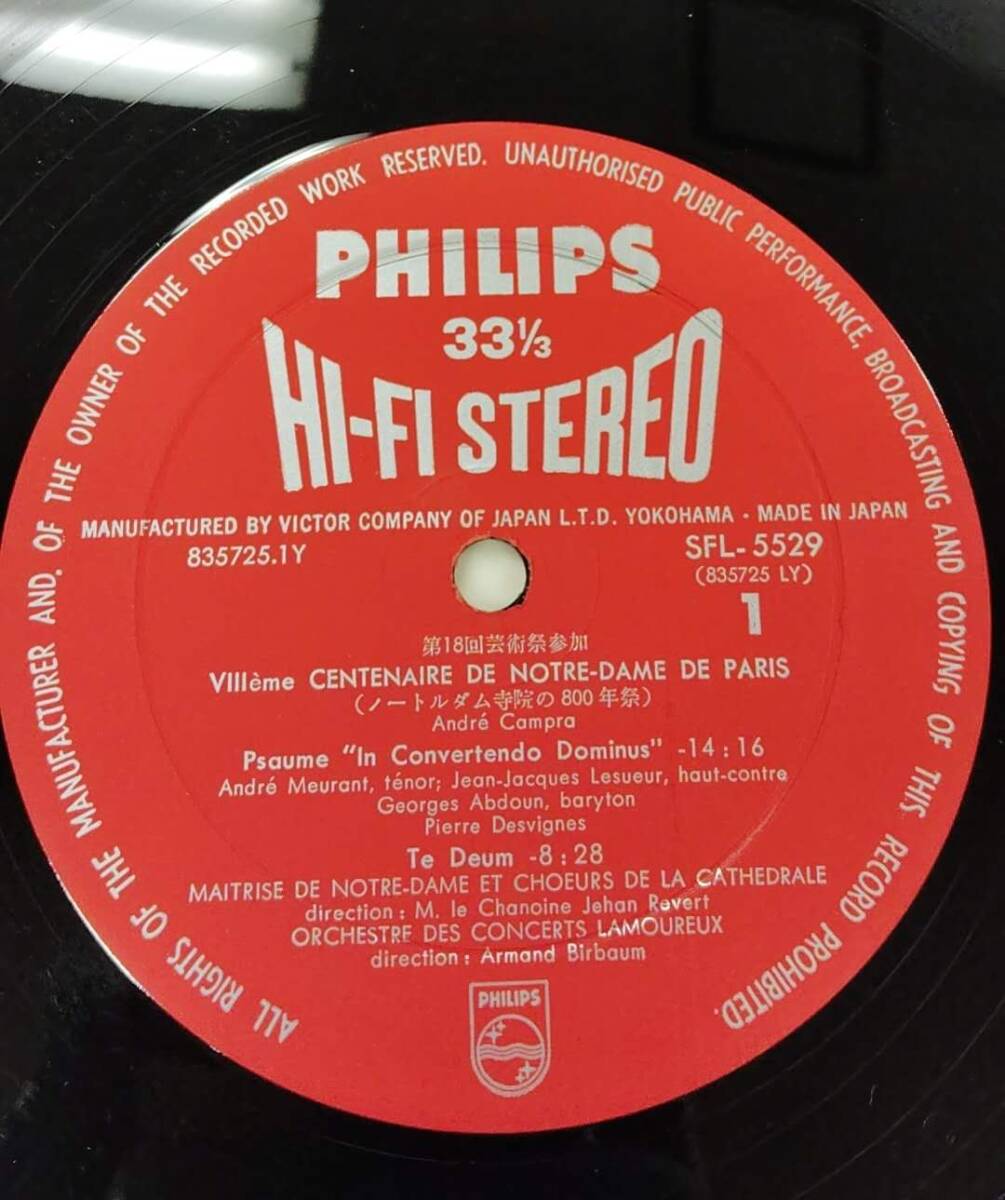 ALL RIGHTS OF THE MANUFACTURER AND, OF THE OWNER OF THE RECORDED WORK RESERVED. UNAUTHORISED PUBLIC PERFORMANCE, BROADCASTING AND COPYING OF THIS RECORD PROHIBITED.
PHILIPS
33⅓
HI-FI STEREO
MANUFACTURED BY VICTOR COMPANY OF JAPAN L.T.D. YOKOHAMA - MADE IN JAPAN
835725.1Y SFL-5529
(835725 LY)
1
第18回芸術祭参加
VIIIème CENTENAIRE DE NOTRE-DAME DE PARIS
(ノートルダム寺院の800年祭)
André Campra
Psaume "In Convertendo Dominus" -14:16
André Meurant, ténor; Jean-Jacques Lesueur, haut-contre
Georges Abdoun, baryton
Pierre Desvignes
Te Deum -8:28
MAITRISE DE NOTRE-DAME ET CHOEURS DE LA CATHEDRALE
direction: M. le Chanoine Jehan Revert
ORCHESTRE DES CONCERTS LAMOUREUX
direction: Armand Birbaum
PHILIPS